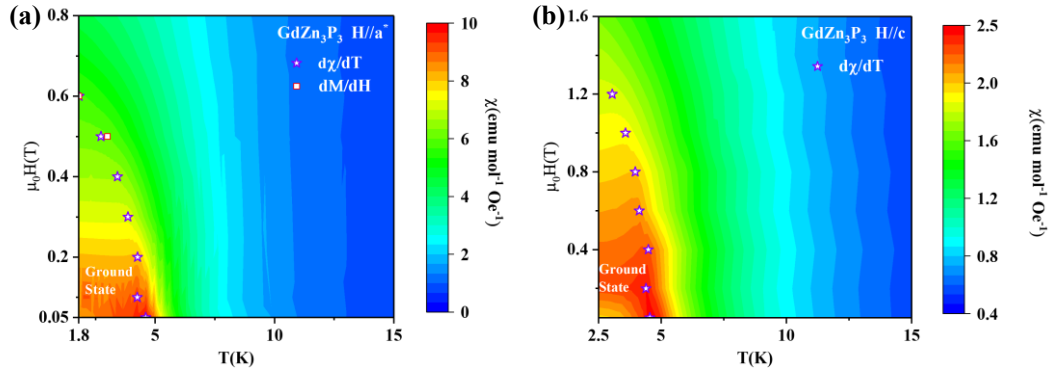 (a)
GdZn₃P₃ H//a*
dχ/dT
dM/dH
Ground
State
0.8
0.6
0.4
0.2
0.05
μ₀H(T)
1.8
5
10
15
T(K)
10
8
6
4
2
0
χ(emu mol⁻¹ Oe⁻¹)
(b)
GdZn₃P₃ H//c
dχ/dT
Ground
State
1.6
1.2
0.8
0.4
μ₀H(T)
2.5
5
10
15
T(K)
2.5
2.0
1.6
1.2
0.8
0.4
χ(emu mol⁻¹ Oe⁻¹)